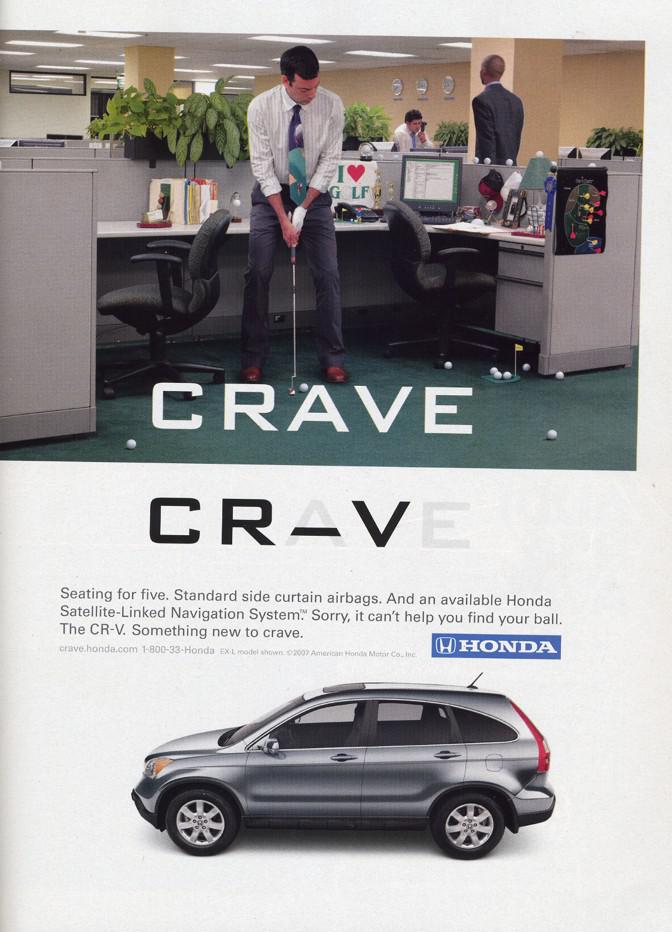 I ♥
GOLF
CRAVE
CRAVE
Seating for five. Standard side curtain airbags. And an available Honda
Satellite-Linked Navigation System.™ Sorry, it can't help you find your ball.
The CR-V. Something new to crave.
crave.honda.com 1-800-33-Honda EX-L model shown. ©2007 American Honda Motor Co., Inc.
HONDA